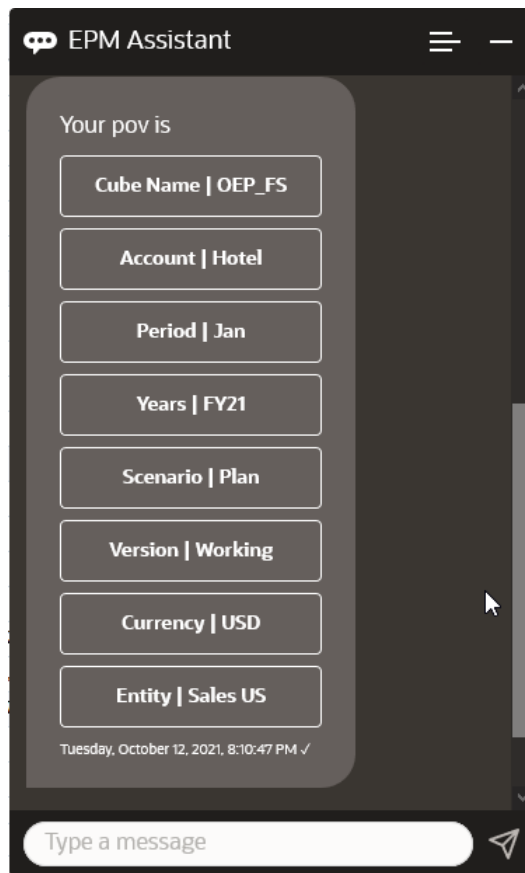 EPM Assistant
Your pov is
Cube Name | OEP_FS
Account | Hotel
Period | Jan
Years | FY21
Scenario | Plan
Version | Working
Currency | USD
Entity | Sales US
Tuesday, October 12, 2021, 8:10:47 PM ✓
Type a message